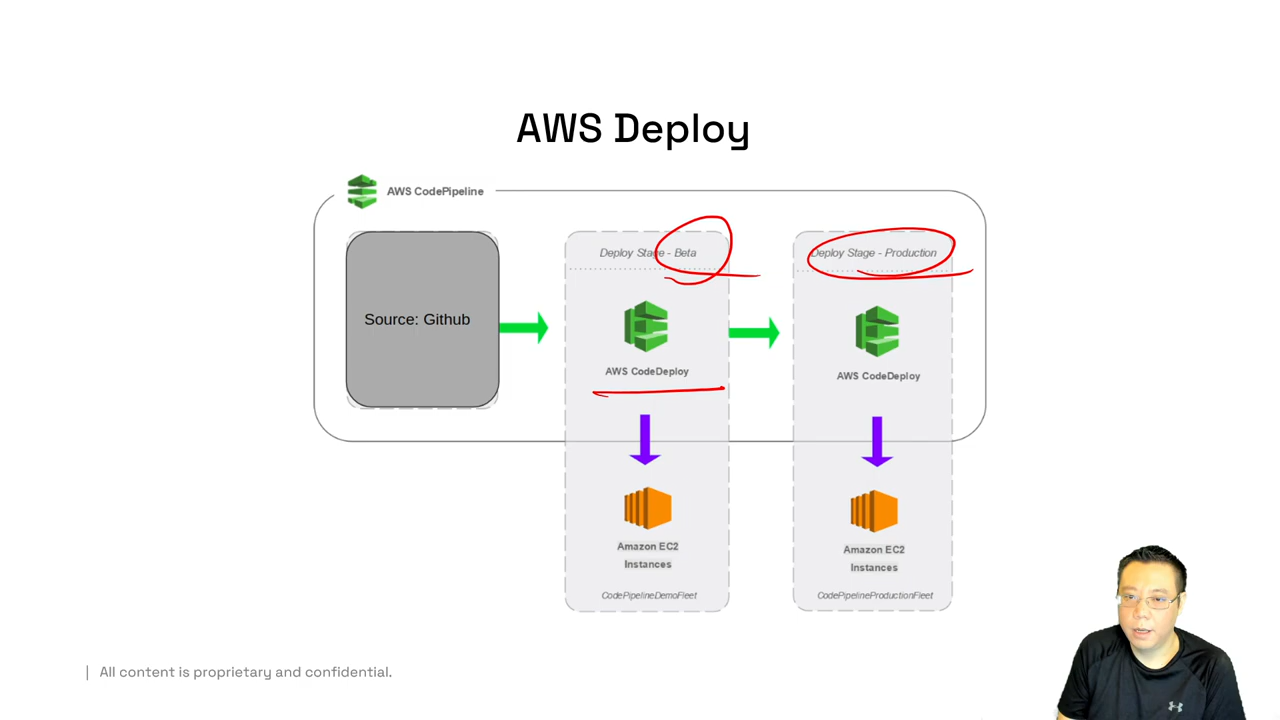 AWS Deploy
AWS CodePipeline
Source: Github
Deploy Stage - Beta
AWS CodeDeploy
Amazon EC2
Instances
CodePipelineDemoFleet
Deploy Stage - Production
AWS CodeDeploy
Amazon EC2
Instances
CodePipelineProductionFleet
| All content is proprietary and confidential.